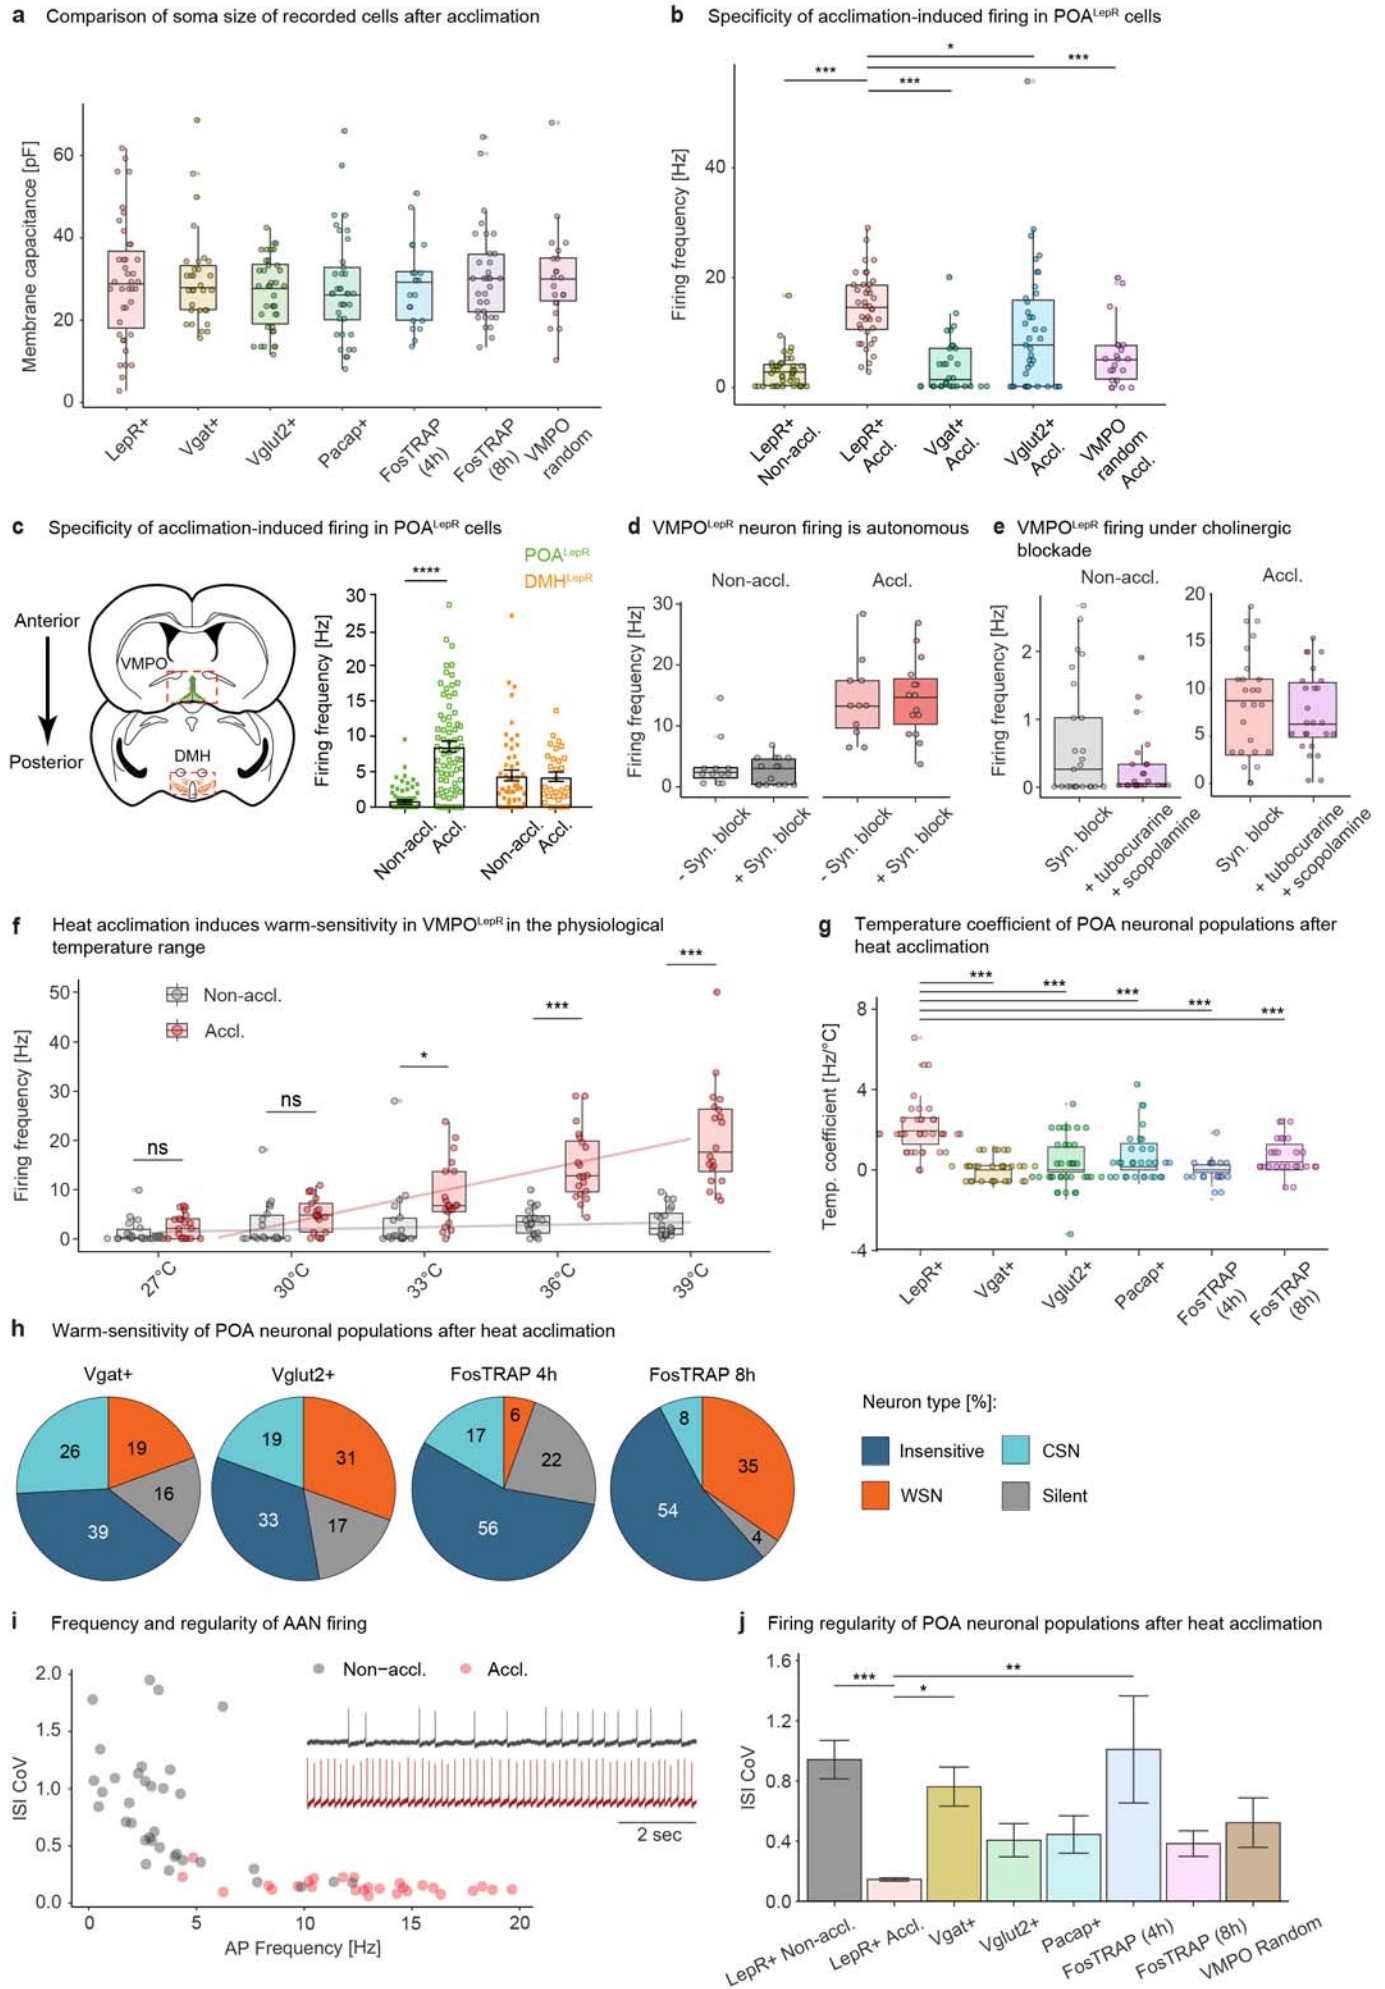 a Comparison of soma size of recorded cells after acclimation
Membrane capacitance [pF]
60
40
20
0
LepR+
Vgat+
Vglut2+
Pacap+
FosTRAP (4h)
FosTRAP (8h)
VMPO random
b Specificity of acclimation-induced firing in POA^LepR cells
*
***
***
***
Firing frequency [Hz]
40
20
0
LepR+ Non-accl.
LepR+ Accl.
Vgat+ Accl.
Vglut2+ Accl.
VMPO random Accl.
c Specificity of acclimation-induced firing in POA^LepR cells
POA^LepR
DMH^LepR
Anterior
Posterior
VMPO
DMH
****
Firing frequency [Hz]
30
25
20
15
10
5
0
Non-accl.
Accl.
Non-accl.
Accl.
d VMPO^LepR neuron firing is autonomous
Non-accl.
Accl.
Firing frequency [Hz]
30
20
10
0
- Syn. block
+ Syn. block
- Syn. block
+ Syn. block
e VMPO^LepR firing under cholinergic
blockade
Non-accl.
Accl.
Firing frequency [Hz]
2
1
0
20
15
10
5
0
Syn. block
+ tubocurarine
+ scopolamine
Syn. block
+ tubocurarine
+ scopolamine
f Heat acclimation induces warm-sensitivity in VMPO^LepR in the physiological
temperature range
Non-accl.
Accl.
Firing frequency [Hz]
50
40
30
20
10
0
ns
ns
*
***
***
27°C
30°C
33°C
36°C
39°C
g Temperature coefficient of POA neuronal populations after
heat acclimation
***
***
***
***
***
Temp. coefficient [Hz/°C]
8
4
0
-4
LepR+
Vgat+
Vglut2+
Pacap+
FosTRAP (4h)
FosTRAP (8h)
h Warm-sensitivity of POA neuronal populations after heat acclimation
Vgat+
26
19
16
39
Vglut2+
19
31
33
17
FosTRAP 4h
6
17
22
56
FosTRAP 8h
8
35
54
4
Neuron type [%]:
Insensitive
CSN
WSN
Silent
i Frequency and regularity of AAN firing
Non-accl.
Accl.
2 sec
ISI CoV
2.0
1.5
1.0
0.5
0.0
0 5 10 15 20
AP Frequency [Hz]
j Firing regularity of POA neuronal populations after heat acclimation
***
*
**
ISI CoV
1.6
1.2
0.8
0.4
0.0
LepR+ Non-accl.
LepR+ Accl.
Vgat+
Vglut2+
Pacap+
FosTRAP (4h)
FosTRAP (8h)
VMPO Random